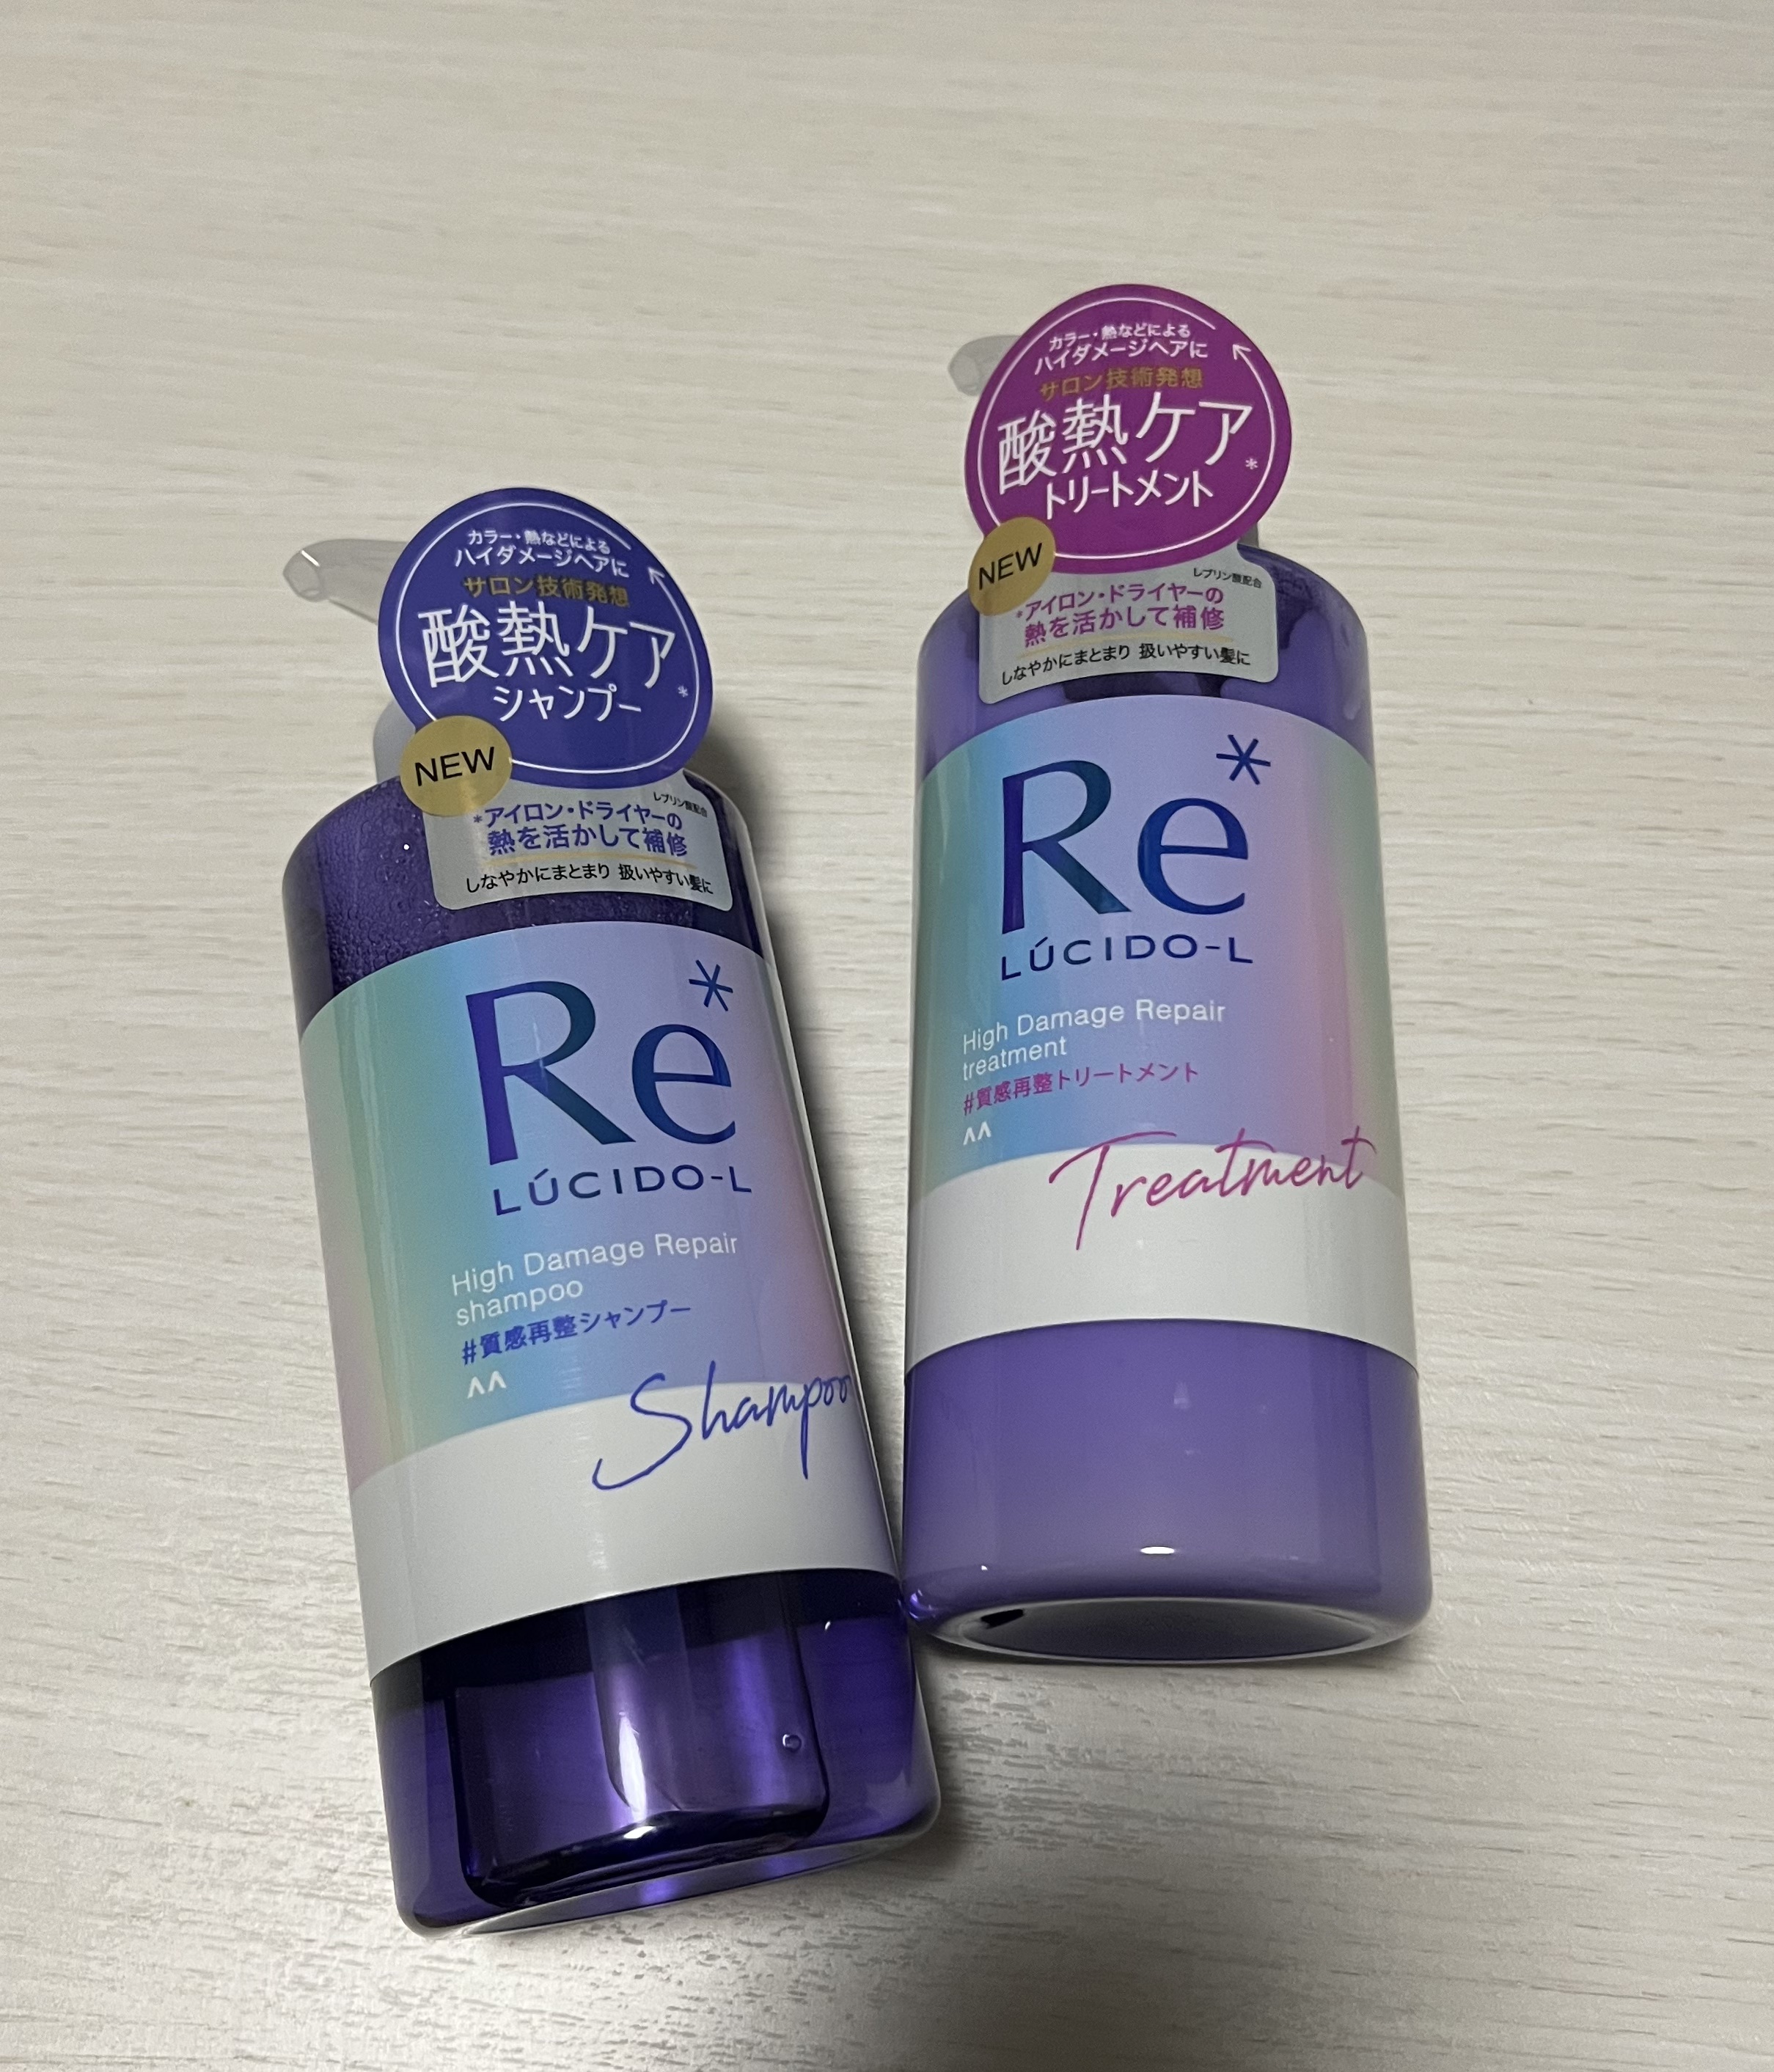 カラー・熱などによる
ハイダメージヘアに
サロン技術発想
酸熱ケア*
シャンプー
NEW
レブリン酸配合
*アイロン・ドライヤーの
熱を活かして補修
しなやかにまとまり 扱いやすい髪に
Re*
LÚCIDO-L
High Damage Repair
shampoo
#質感再整シャンプー
Shampoo
カラー・熱などによる
ハイダメージヘアに
サロン技術発想
酸熱ケア*
トリートメント
NEW
レブリン酸配合
*アイロン・ドライヤーの
熱を活かして補修
しなやかにまとまり 扱いやすい髪に
Re*
LÚCIDO-L
High Damage Repair
treatment
#質感再整トリートメント
Treatment